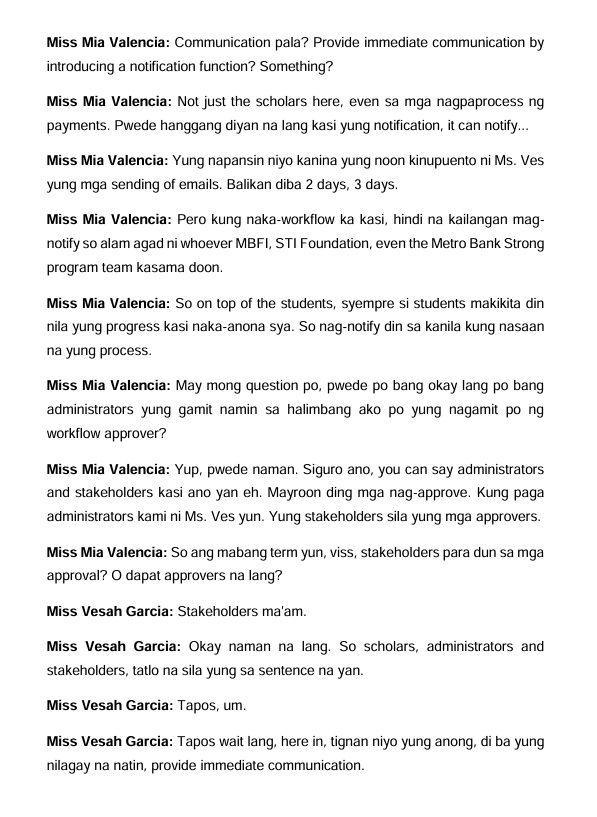 Miss Mia Valencia: Communication pala? Provide immediate communication by
introducing a notification function? Something?
Miss Mia Valencia: Not just the scholars here, even sa mga nagpaprocess ng
payments. Pwede hanggang diyan na lang kasi yung notification, it can notify...
Miss Mia Valencia: Yung napansin niyo kanina yung noon kinupuento ni Ms. Ves
yung mga sending of emails. Balikan diba 2 days, 3 days.
Miss Mia Valencia: Pero kung naka-workflow ka kasi, hindi na kailangan mag-
notify so alam agad ni whoever MBFI, STI Foundation, even the Metro Bank Strong
program team kasama doon.
Miss Mia Valencia: So on top of the students, syempre si students makikita din
nila yung progress kasi naka-anona sya. So nag-notify din sa kanila kung nasaan
na yung process.
Miss Mia Valencia: May mong question po, pwede po bang okay lang po bang
administrators yung gamit namin sa halimbang ako po yung nagamit po ng
workflow approver?
Miss Mia Valencia: Yup, pwede naman. Siguro ano, you can say administrators
and stakeholders kasi ano yan eh. Mayroon ding mga nag-approve. Kung paga
administrators kami ni Ms. Ves yun. Yung stakeholders sila yung mga approvers.
Miss Mia Valencia: So ang mabang term yun, viss, stakeholders para dun sa mga
approval? O dapat approvers na lang?
Miss Vesah Garcia: Stakeholders ma'am.
Miss Vesah Garcia: Okay naman na lang. So scholars, administrators and
stakeholders, tatlo na sila yung sa sentence na yan.
Miss Vesah Garcia: Tapos, um.
Miss Vesah Garcia: Tapos wait lang, here in, tignan niyo yung anong, di ba yung
nilagay na natin, provide immediate communication.